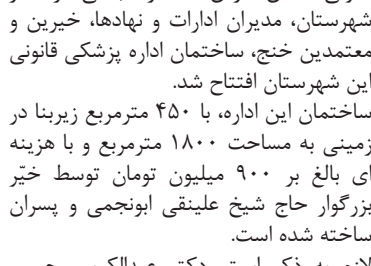 شهرستان، مدیران ادارات و نهادها، خیرین و
معتمدین خنج، ساختمان اداره پزشکی قانونی
این شهرستان افتتاح شد.
ساختمان این اداره، با ۴۵۰ مترمربع زیربنا در
زمینی به مساحت ۱۸۰۰ مترمربع و با هزینه
ای بالغ بر ۹۰۰ میلیون تومان توسط خیّر
بزرگوار حاج شیخ علینقی ابونجمی و پسران
ساخته شده است.